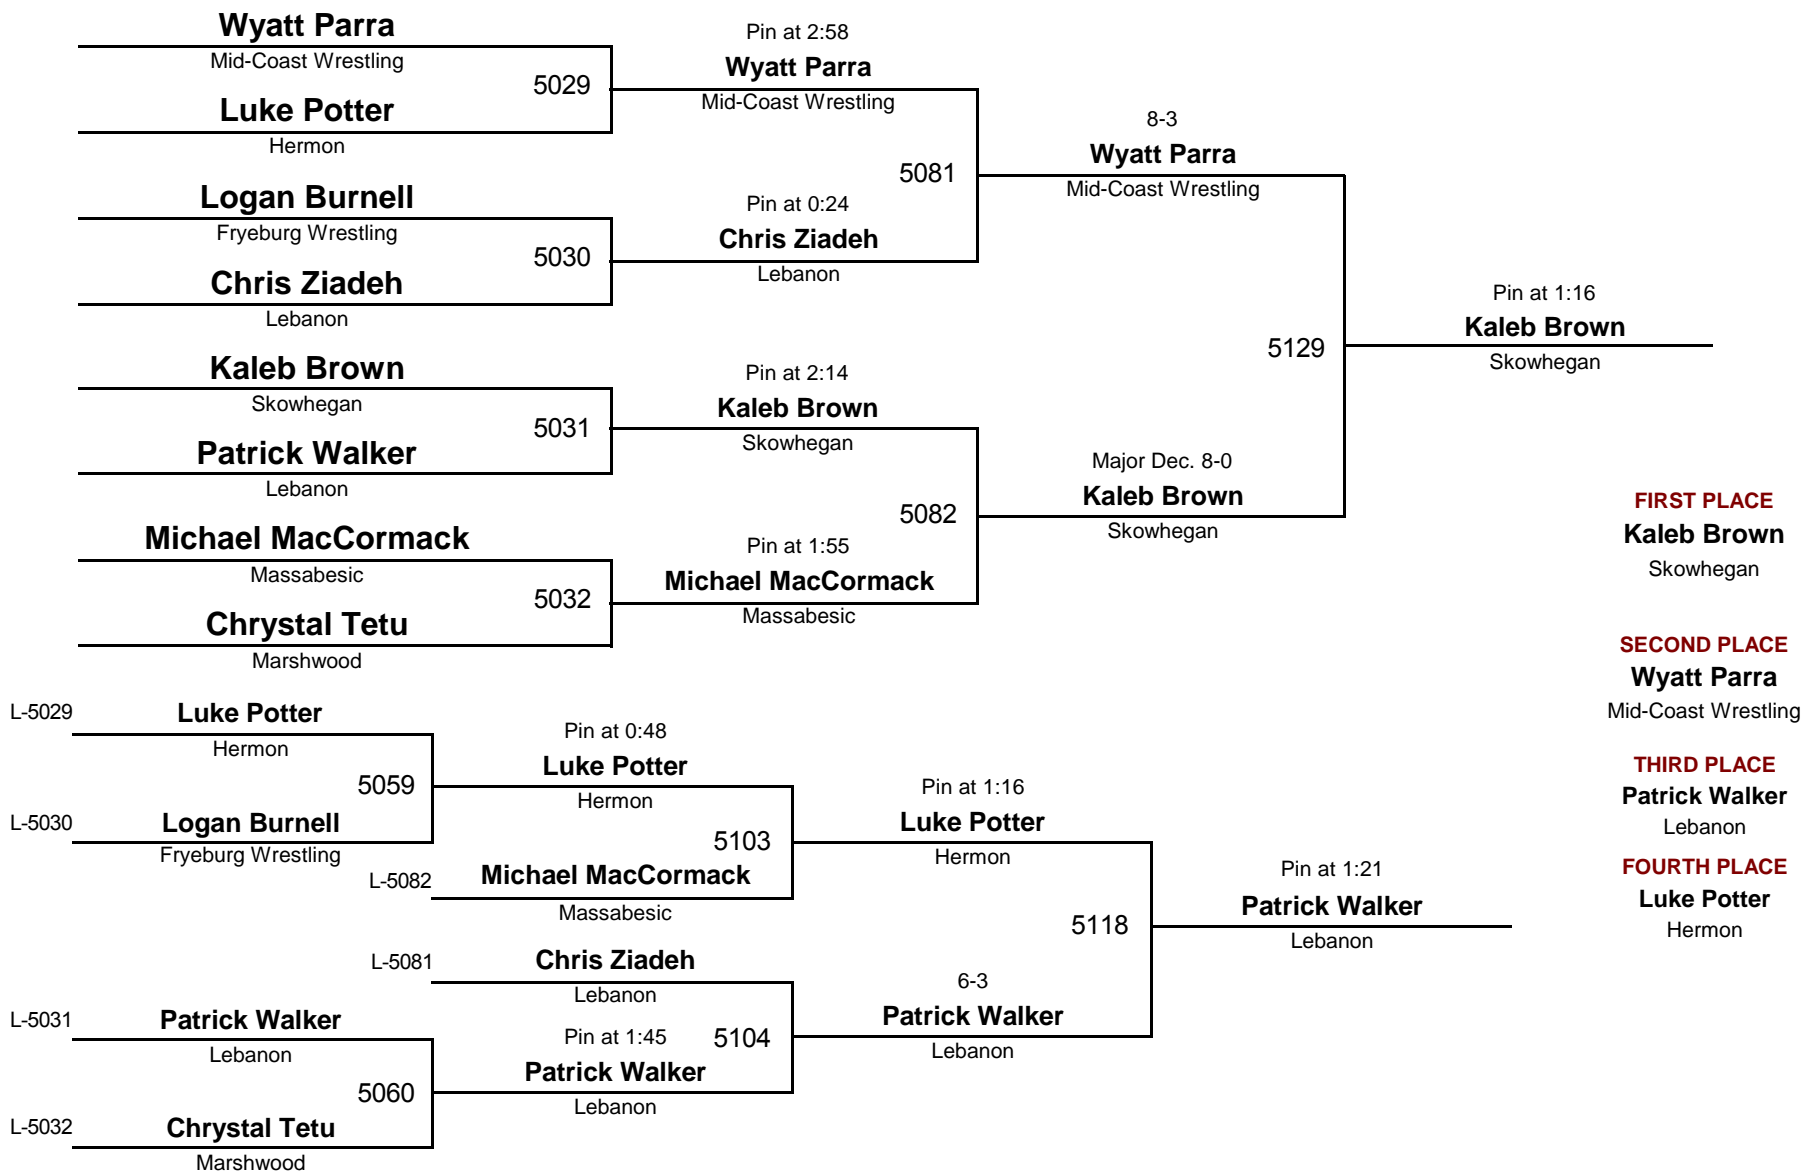 Wyatt Parra
Mid-Coast Wrestling
5029
Luke Potter
Hermon
Logan Burnell
Fryeburg Wrestling
5030
Chris Ziadeh
Lebanon
Kaleb Brown
Skowhegan
5031
Patrick Walker
Lebanon
Michael MacCormack
Massabesic
5032
Chrystal Tetu
Marshwood
Pin at 2:58
Wyatt Parra
Mid-Coast Wrestling
5081
Pin at 0:24
Chris Ziadeh
Lebanon
Pin at 2:14
Kaleb Brown
Skowhegan
5082
Pin at 1:55
Michael MacCormack
Massabesic
8-3
Wyatt Parra
Mid-Coast Wrestling
5129
Major Dec. 8-0
Kaleb Brown
Skowhegan
Pin at 1:16
Kaleb Brown
Skowhegan
FIRST PLACE
Kaleb Brown
Skowhegan
SECOND PLACE
Wyatt Parra
Mid-Coast Wrestling
THIRD PLACE
Patrick Walker
Lebanon
FOURTH PLACE
Luke Potter
Hermon
L-5029
Luke Potter
Hermon
5059
L-5030
Logan Burnell
Fryeburg Wrestling
Pin at 0:48
Luke Potter
Hermon
5103
L-5082
Michael MacCormack
Massabesic
L-5081
Chris Ziadeh
Lebanon
5104
L-5031
Patrick Walker
Lebanon
5060
L-5032
Chrystal Tetu
Marshwood
Pin at 1:45
Patrick Walker
Lebanon
Pin at 1:16
Luke Potter
Hermon
5118
6-3
Patrick Walker
Lebanon
Pin at 1:21
Patrick Walker
Lebanon